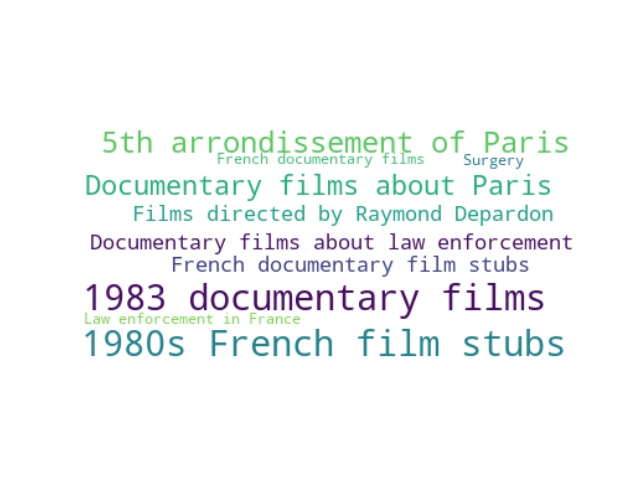 5th arrondissement of Paris
French documentary films
Surgery
Documentary films about Paris
Films directed by Raymond Depardon
Documentary films about law enforcement
French documentary film stubs
1983 documentary films
Law enforcement in France
1980s French film stubs